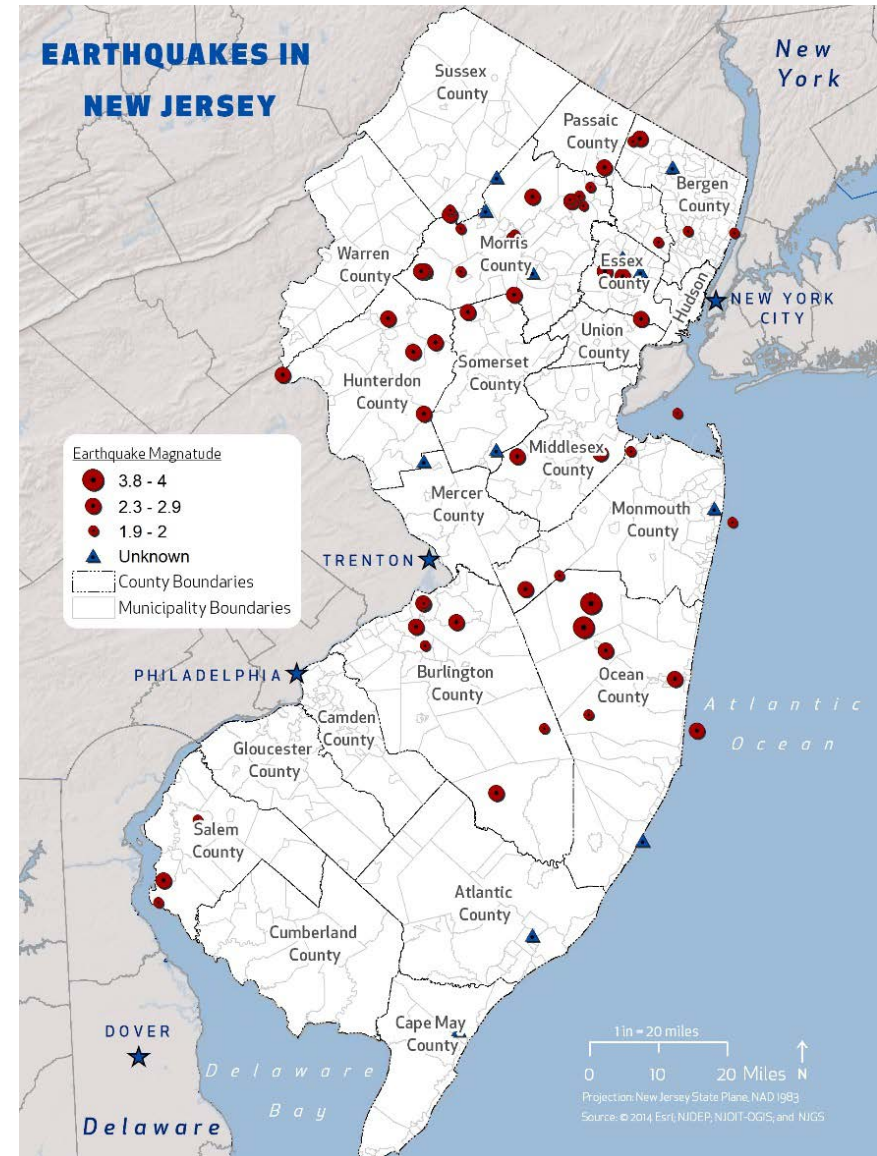 EARTHQUAKES IN
NEW JERSEY
New
York
Sussex
County
Passaic
County
Bergen
County
Warren
County
Morris
County
Essex
County
Hudson
NEW YORK
CITY
Union
County
Somerset
County
Hunterdon
County
Middlesex
County
Mercer
County
Monmouth
County
Earthquake Magnatude
3.8 - 4
2.3 - 2.9
1.9 - 2
Unknown
County Boundaries
Municipality Boundaries
TRENTON
PHILADELPHIA
Burlington
County
Ocean
County
Atlantic
Ocean
Camden
County
Gloucester
County
Salem
County
Atlantic
County
Cumberland
County
Cape May
County
DOVER
Delaware
Bay
Delaware
1 in = 20 miles
0 10 20 Miles N
Projection: New Jersey State Plane, NAD 1983
Source: © 2014 Esri; NJDEP; NJOIT-OGIS; and NJGS